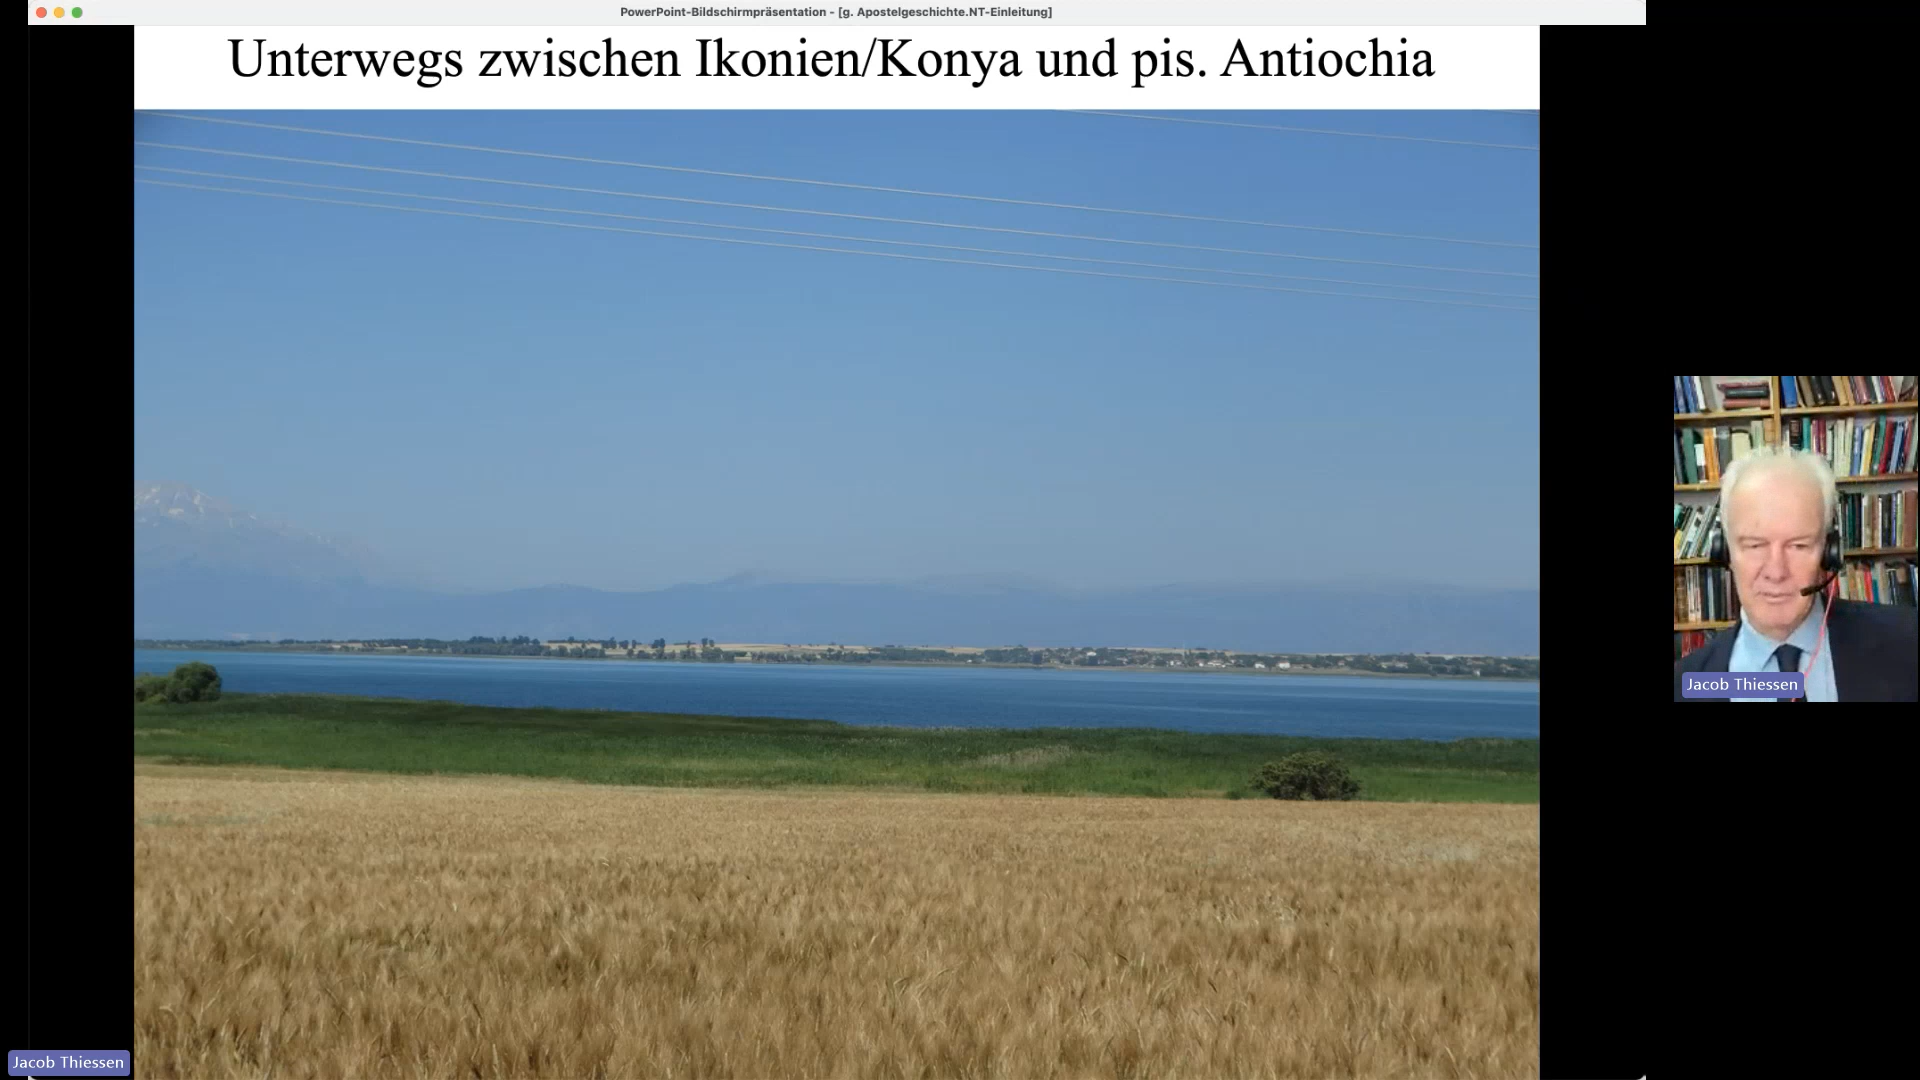 PowerPoint-Bildschirmpräsentation - [g. Apostelgeschichte.NT-Einleitung]
Unterwegs zwischen Ikonien/Konya und pis. Antiochia
Jacob Thiessen
Jacob Thiessen